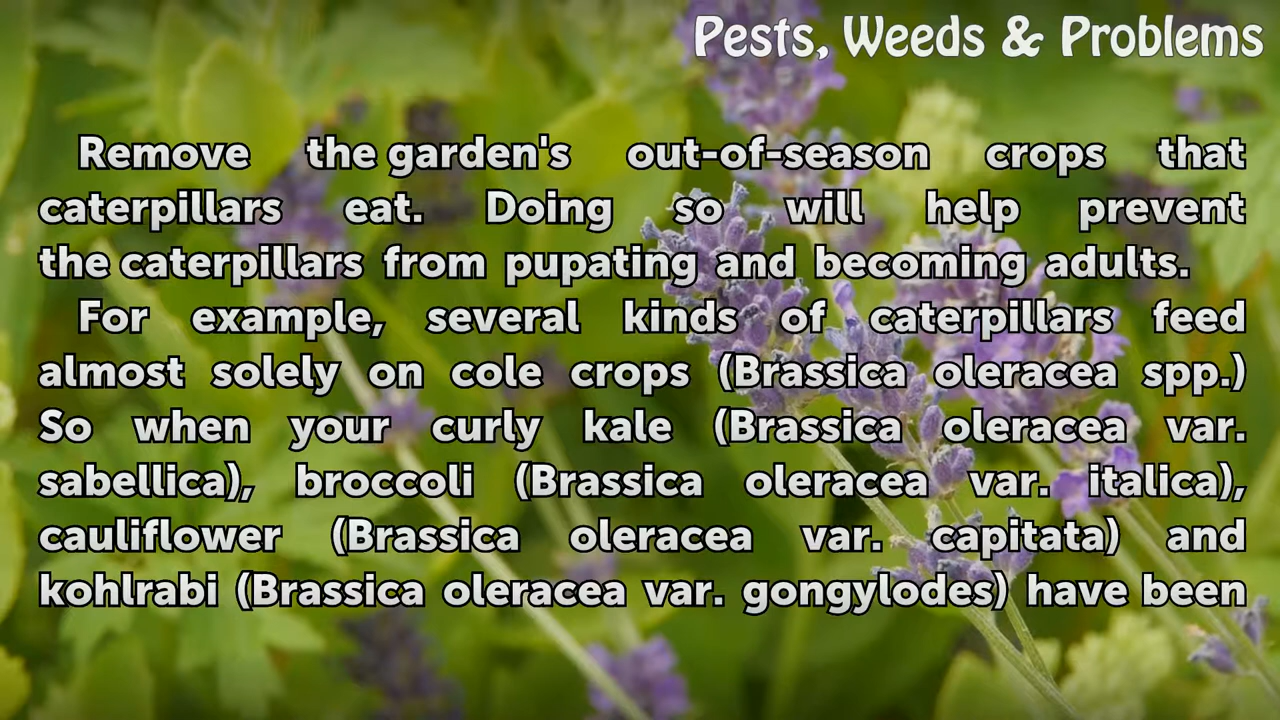 Pests, Weeds & Problems
Remove the garden's out-of-season crops that
caterpillars eat. Doing so will help prevent
the caterpillars from pupating and becoming adults.
For example, several kinds of caterpillars feed
almost solely on cole crops (Brassica oleracea spp.)
So when your curly kale (Brassica oleracea var.
sabellica), broccoli (Brassica oleracea var. italica),
cauliflower (Brassica oleracea var. capitata) and
kohlrabi (Brassica oleracea var. gongylodes) have been